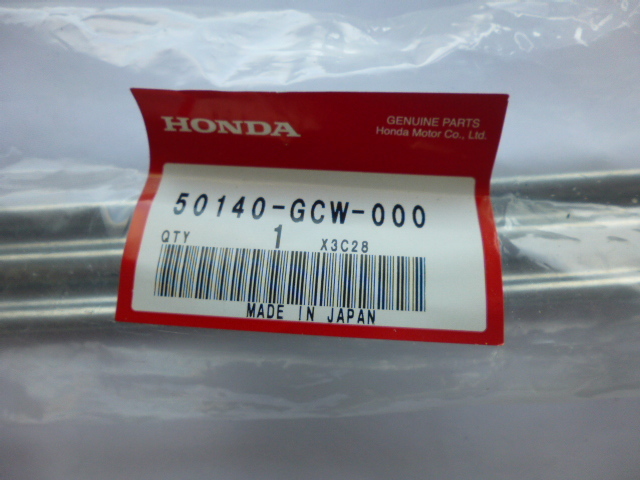 HONDA
GENUINE PARTS
Honda Motor Co., Ltd.
50140-GCW-000
QTY 1 X3C28
MADE IN JAPAN